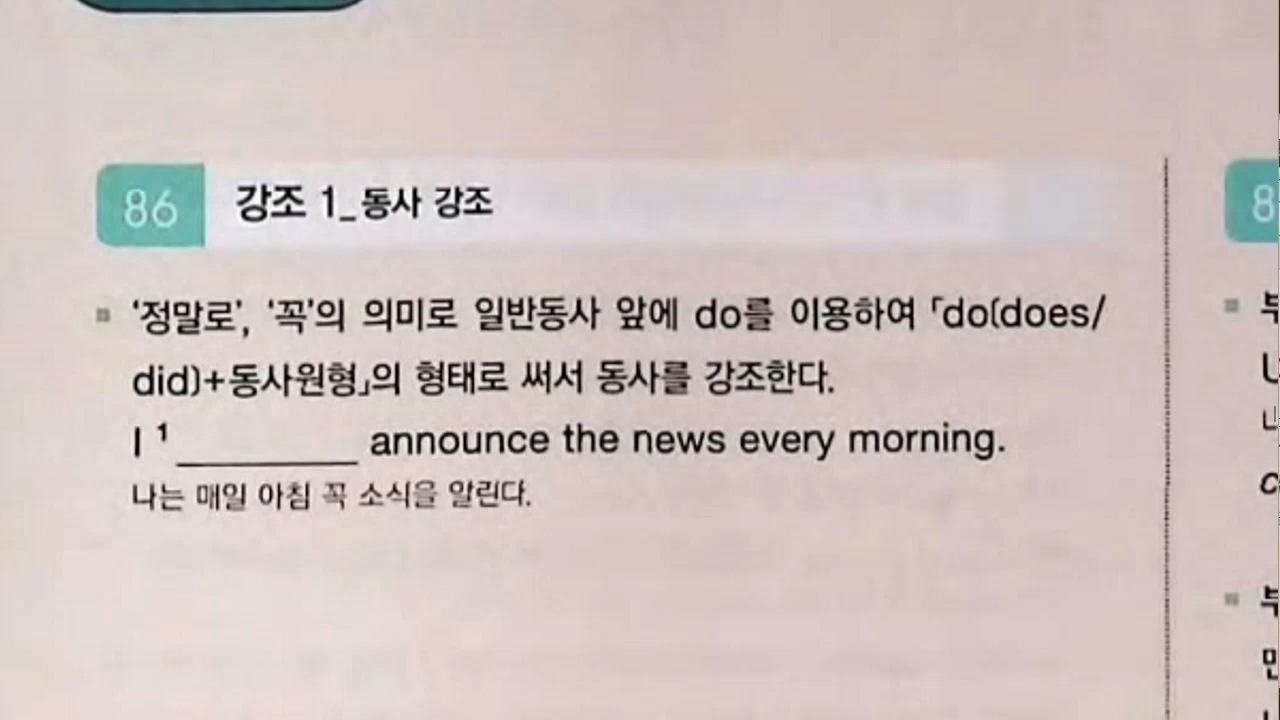 86 강조 1_동사 강조
▪ '정말로', '꼭'의 의미로 일반동사 앞에 do를 이용하여 「do(does/
did)+동사원형」의 형태로 써서 동사를 강조한다.
I ¹ ________ announce the news every morning.
나는 매일 아침 꼭 소식을 알린다.